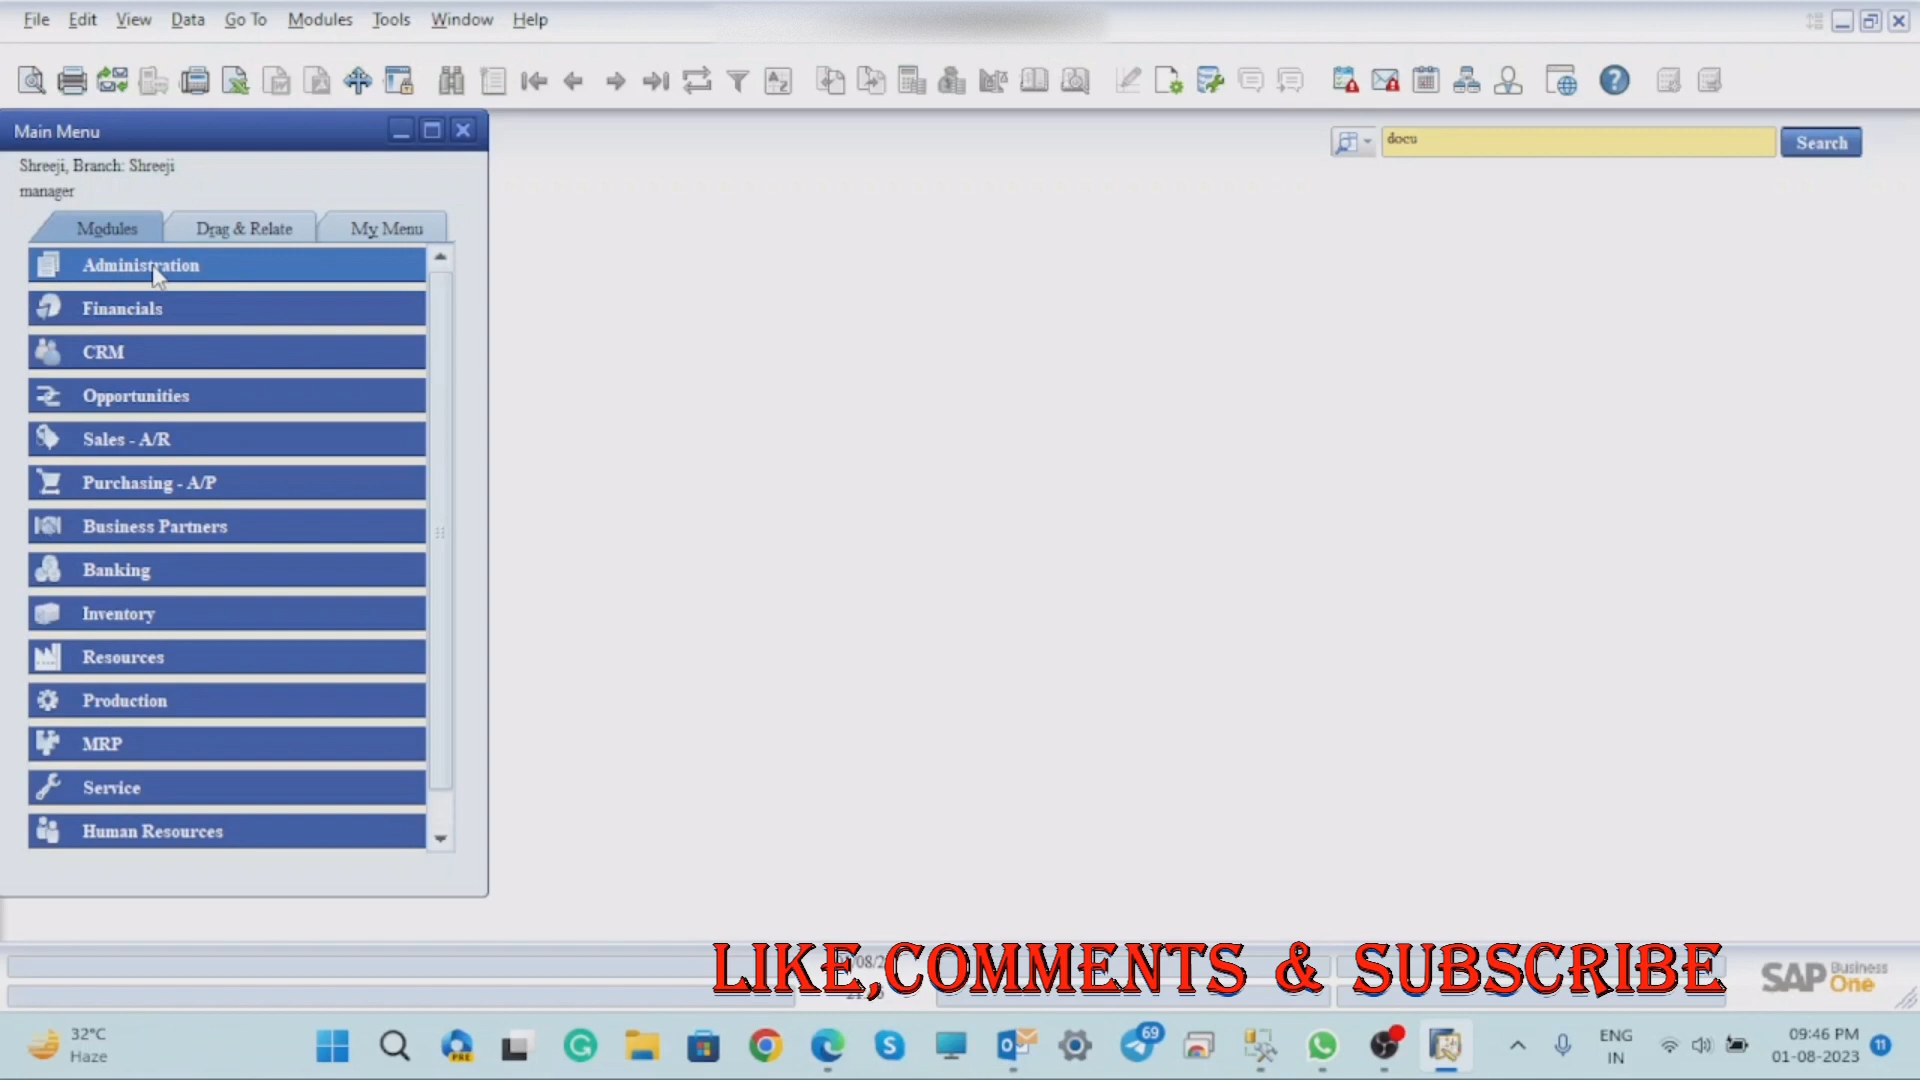 File Edit View Data Go To Modules Tools Window Help
Main Menu
docu
Search
Shreeji, Branch: Shreeji
manager
Modules Drag & Relate My Menu
Administration
Financials
CRM
Opportunities
Sales - A/R
Purchasing - A/P
Business Partners
Banking
Inventory
Resources
Production
MRP
Service
Human Resources
LIKE,COMMENTS & SUBSCRIBE
SAP Business One
32°C
Haze
PRE
69
ENG
IN
09:46 PM
01-08-2023
11